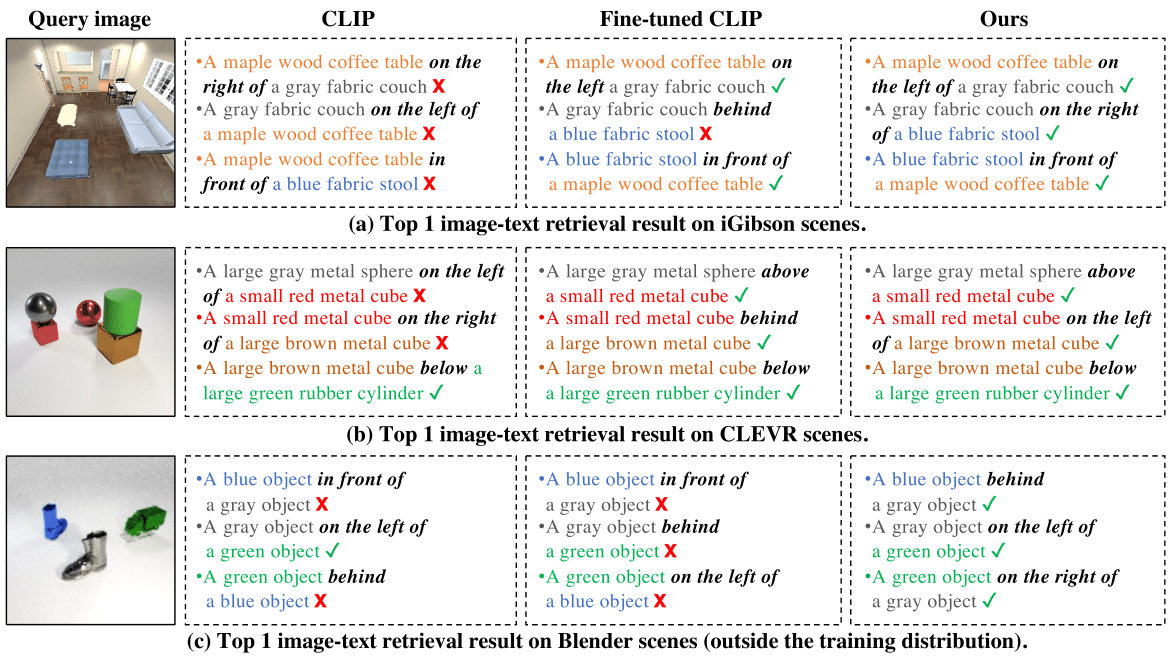 Query image
CLIP
Fine-tuned CLIP
Ours
•A maple wood coffee table on the
right of a gray fabric couch X
•A gray fabric couch on the left of
a maple wood coffee table X
•A maple wood coffee table in
front of a blue fabric stool X
•A maple wood coffee table on
the left a gray fabric couch ✓
•A gray fabric couch behind
a blue fabric stool X
•A blue fabric stool in front of
a maple wood coffee table ✓
•A maple wood coffee table on
the left of a gray fabric couch ✓
•A gray fabric couch on the right
of a blue fabric stool ✓
•A blue fabric stool in front of
a maple wood coffee table ✓
(a) Top 1 image-text retrieval result on iGibson scenes.
•A large gray metal sphere on the left
of a small red metal cube X
•A small red metal cube on the right
of a large brown metal cube X
•A large brown metal cube below a
large green rubber cylinder ✓
•A large gray metal sphere above
a small red metal cube ✓
•A small red metal cube behind
a large brown metal cube ✓
•A large brown metal cube below
a large green rubber cylinder ✓
•A large gray metal sphere above
a small red metal cube ✓
•A small red metal cube on the left
of a large brown metal cube ✓
•A large brown metal cube below
a large green rubber cylinder ✓
(b) Top 1 image-text retrieval result on CLEVR scenes.
•A blue object in front of
a gray object X
•A gray object on the left of
a green object ✓
•A green object behind
a blue object X
•A blue object in front of
a gray object X
•A gray object behind
a green object X
•A green object on the left of
a blue object X
•A blue object behind
a gray object ✓
•A gray object on the left of
a green object ✓
•A green object on the right of
a gray object ✓
(c) Top 1 image-text retrieval result on Blender scenes (outside the training distribution).